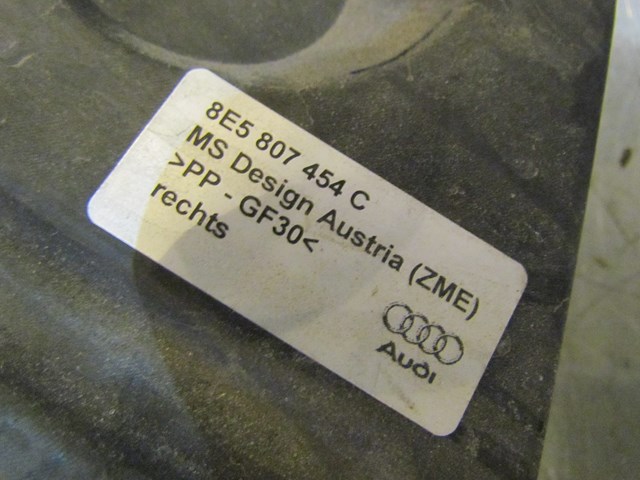 8E5 807 454 C
MS Design Austria (ZME)
>PP - GF30<
rechts
Audi